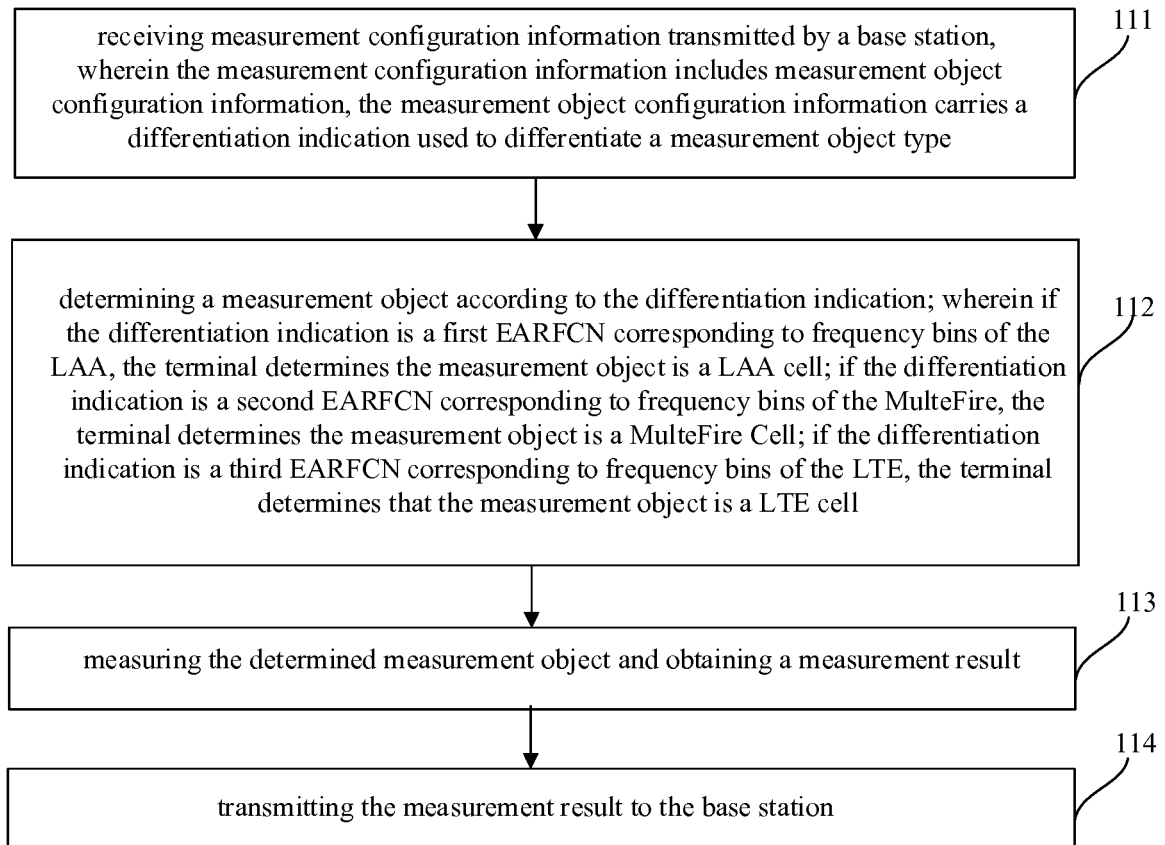 111
receiving measurement configuration information transmitted by a base station,
wherein the measurement configuration information includes measurement object
configuration information, the measurement object configuration information carries a
differentiation indication used to differentiate a measurement object type
112
determining a measurement object according to the differentiation indication; wherein if
the differentiation indication is a first EARFCN corresponding to frequency bins of the
LAA, the terminal determines the measurement object is a LAA cell; if the differentiation
indication is a second EARFCN corresponding to frequency bins of the MulteFire, the
terminal determines the measurement object is a MulteFire Cell; if the differentiation
indication is a third EARFCN corresponding to frequency bins of the LTE, the terminal
determines that the measurement object is a LTE cell
113
measuring the determined measurement object and obtaining a measurement result
114
transmitting the measurement result to the base station